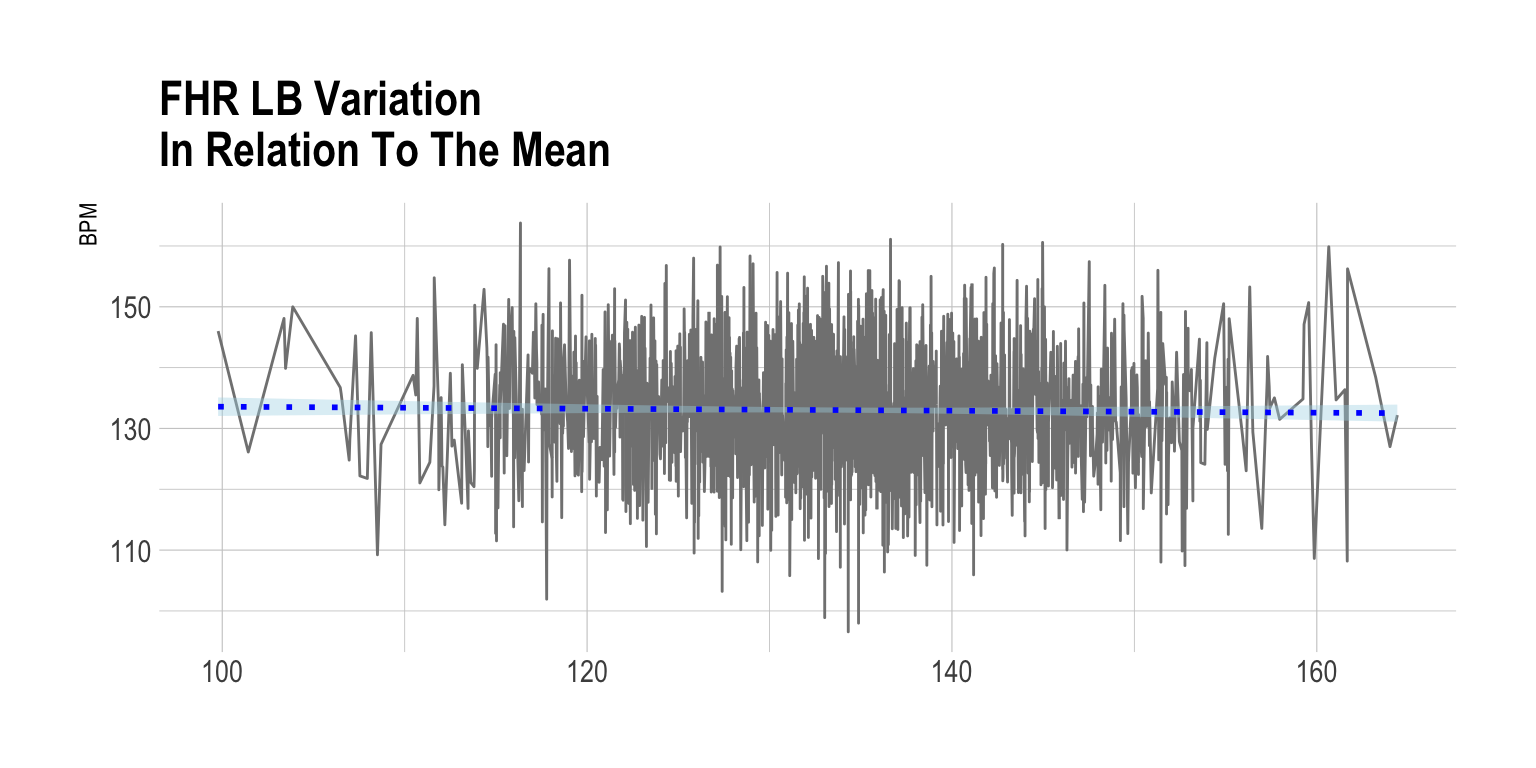 FHR LB Variation
In Relation To The Mean
BPM
150
130
110
100 120 140 160